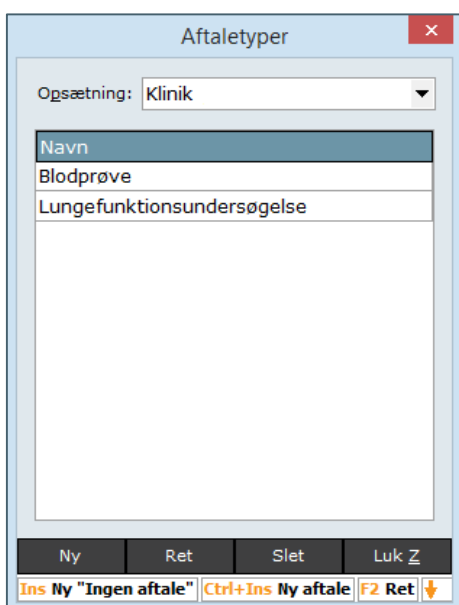 Aftaletyper
Opsætning: Klinik
Navn
Blodprøve
Lungefunktionsundersøgelse
Ny Ret Slet Luk Z
Ins Ny "Ingen aftale" Ctrl+Ins Ny aftale F2 Ret